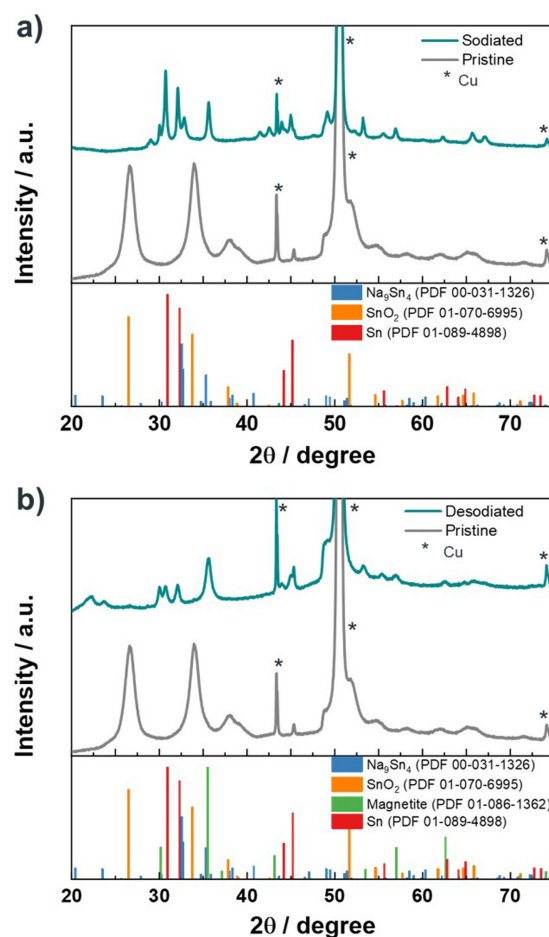 a)
Sodiated
Pristine
* Cu
*
*
*
*
*
Intensity / a.u.
Na₉Sn₄ (PDF 00-031-1326)
SnO₂ (PDF 01-070-6995)
Sn (PDF 01-089-4898)
20 30 40 50 60 70
2θ / degree
b)
Desodiated
Pristine
* Cu
*
*
*
*
*
*
Intensity / a.u.
Na₉Sn₄ (PDF 00-031-1326)
SnO₂ (PDF 01-070-6995)
Magnetite (PDF 01-086-1362)
Sn (PDF 01-089-4898)
20 30 40 50 60 70
2θ / degree